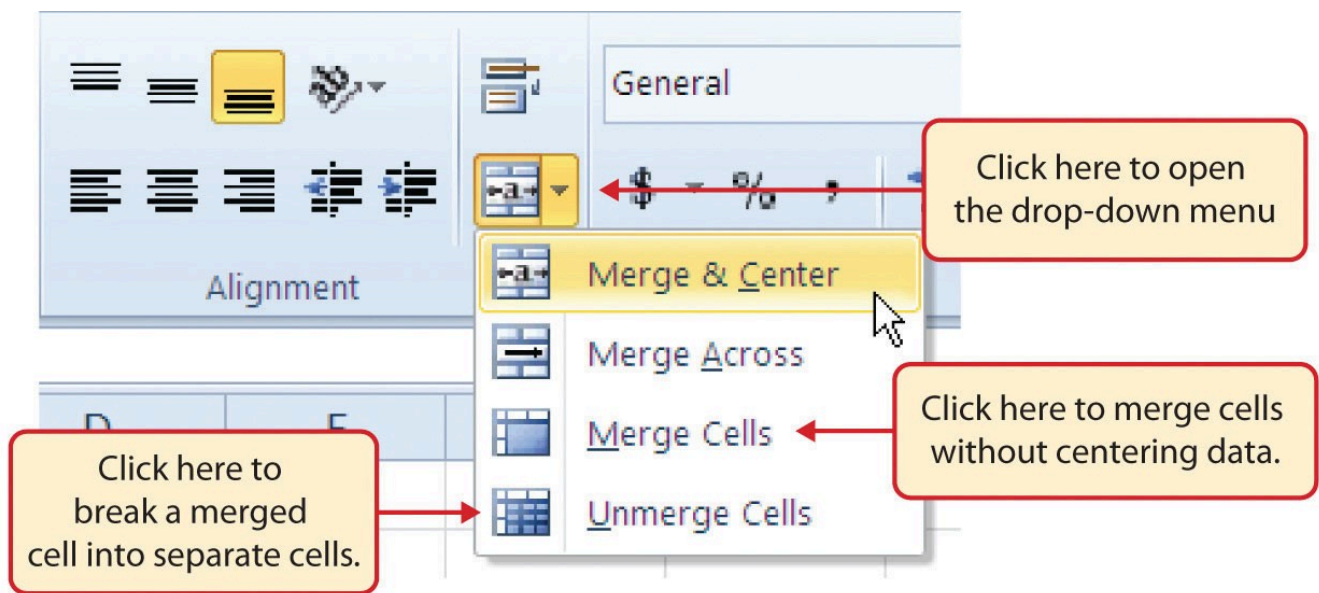 General
$ % ,
Click here to open
the drop-down menu
Alignment
Merge & Center
Merge Across
Merge Cells
Unmerge Cells
Click here to merge cells
without centering data.
D
Click here to
break a merged
cell into separate cells.